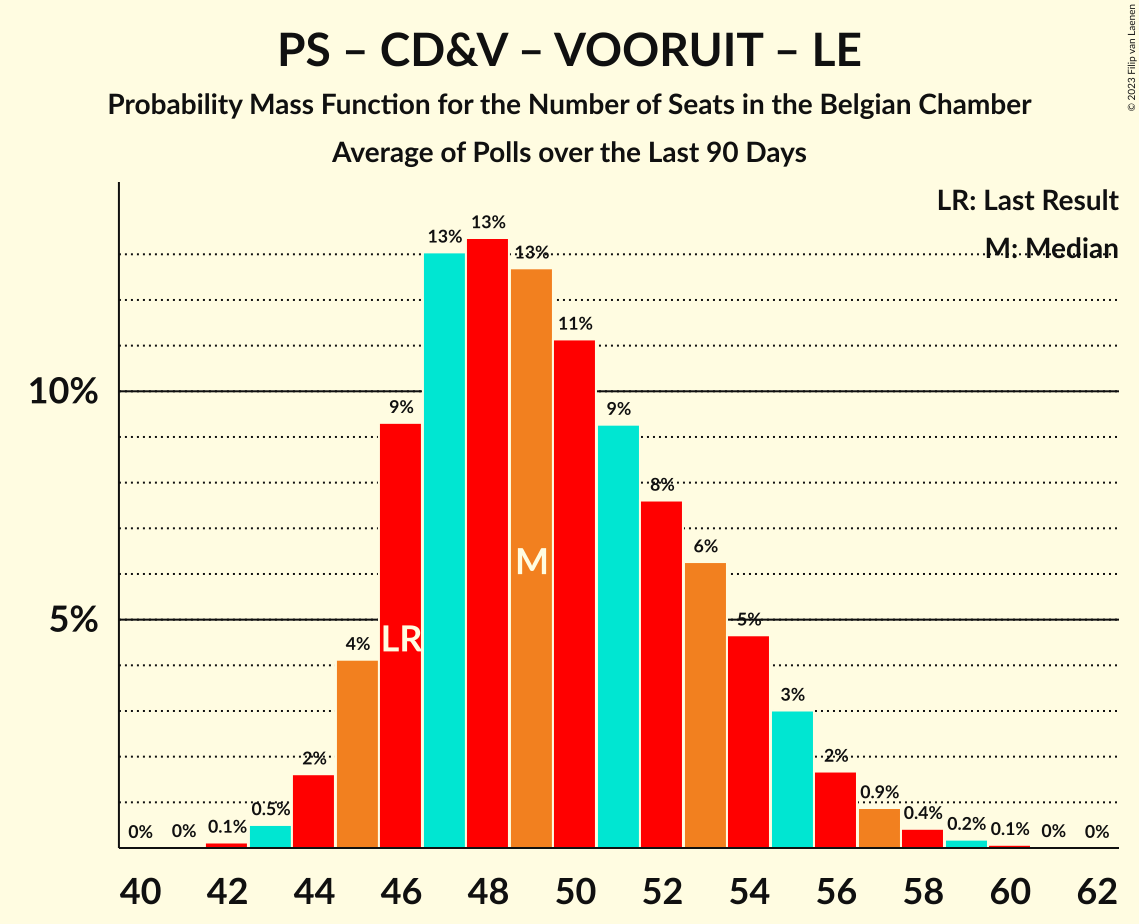 PS – CD&V – VOORUIT – LE
Probability Mass Function for the Number of Seats in the Belgian Chamber
Average of Polls over the Last 90 Days
© 2023 Filip van Laenen
LR: Last Result
M: Median
10%
5%
0%
0%
0.1%
0.5%
2%
4%
9%
13%
13%
13%
11%
9%
8%
6%
5%
3%
2%
0.9%
0.4%
0.2%
0.1%
0%
0%
LR
M
40 42 44 46 48 50 52 54 56 58 60 62